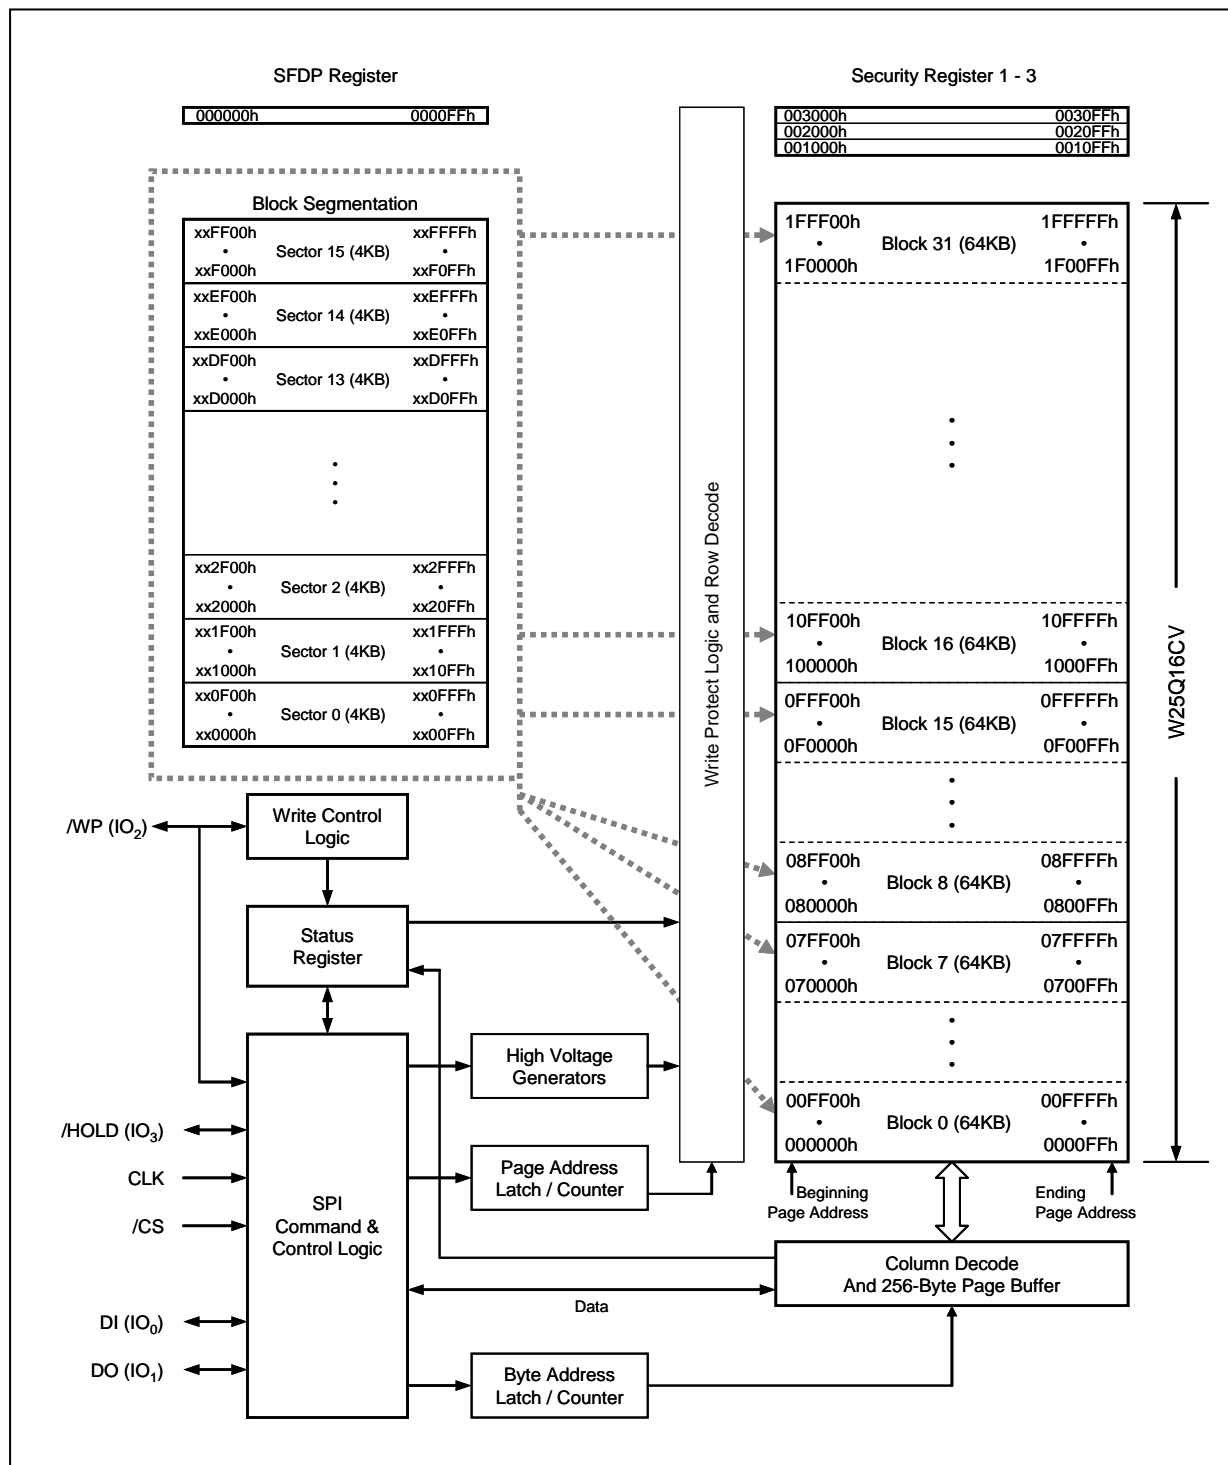 SFDP Register
000000h 0000FFh
Security Register 1 - 3
003000h 0030FFh
002000h 0020FFh
001000h 0010FFh
Block Segmentation
xxFF00h xxFFFFh
• Sector 15 (4KB) •
xxF000h xxF0FFh
xxEF00h xxEFFFh
• Sector 14 (4KB) •
xxE000h xxE0FFh
xxDF00h xxDFFFh
• Sector 13 (4KB) •
xxD000h xxD0FFh
xx2F00h xx2FFFh
• Sector 2 (4KB) •
xx2000h xx20FFh
xx1F00h xx1FFFh
• Sector 1 (4KB) •
xx1000h xx10FFh
xx0F00h xx0FFFh
• Sector 0 (4KB) •
xx0000h xx00FFh
Write Protect Logic and Row Decode
1FFF00h 1FFFFFh
• Block 31 (64KB) •
1F0000h 1F00FFh
10FF00h 10FFFFh
• Block 16 (64KB) •
100000h 1000FFh
0FFF00h 0FFFFFh
• Block 15 (64KB) •
0F0000h 0F00FFh
08FF00h 08FFFFh
• Block 8 (64KB) •
080000h 0800FFh
07FF00h 07FFFFh
• Block 7 (64KB) •
070000h 0700FFh
00FF00h 00FFFFh
• Block 0 (64KB) •
000000h 0000FFh
W25Q16CV
Beginning
Page Address
Ending
Page Address
/WP (IO2)
Write Control
Logic
Status
Register
High Voltage
Generators
/HOLD (IO3)
CLK
/CS
DI (IO0)
DO (IO1)
SPI
Command &
Control Logic
Page Address
Latch / Counter
Column Decode
And 256-Byte Page Buffer
Data
Byte Address
Latch / Counter